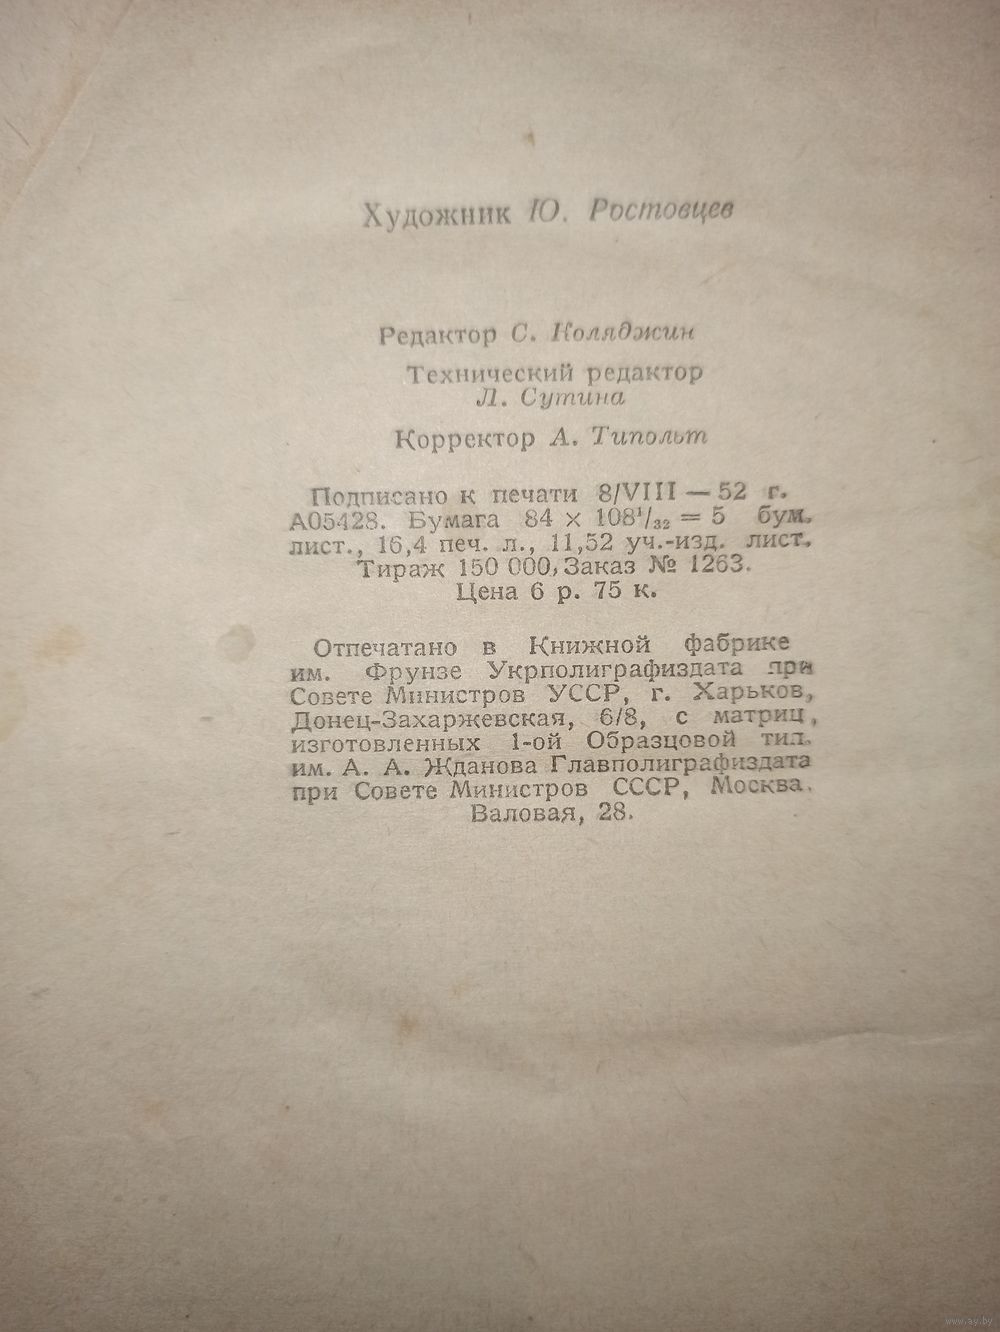 Художник Ю. Ростовцев
Редактор С. Коляджин
Технический редактор
Л. Сутина
Корректор А. Типольт
Подписано к печати 8/VIII — 52 г.
А05428. Бумага 84 × 108¹/₃₂ = 5 бум.
лист., 16,4 печ. л., 11,52 уч.-изд. лист.
Тираж 150 000, Заказ № 1263.
Цена 6 р. 75 к.
Отпечатано в Книжной фабрике
им. Фрунзе Укрполиграфиздата при
Совете Министров УССР, г. Харьков,
Донец-Захаржевская, 6/8, с матриц,
изготовленных 1-ой Образцовой тип.
им. А. А. Жданова Главполиграфиздата
при Совете Министров СССР, Москва.
Валовая, 28.
www.ay.by